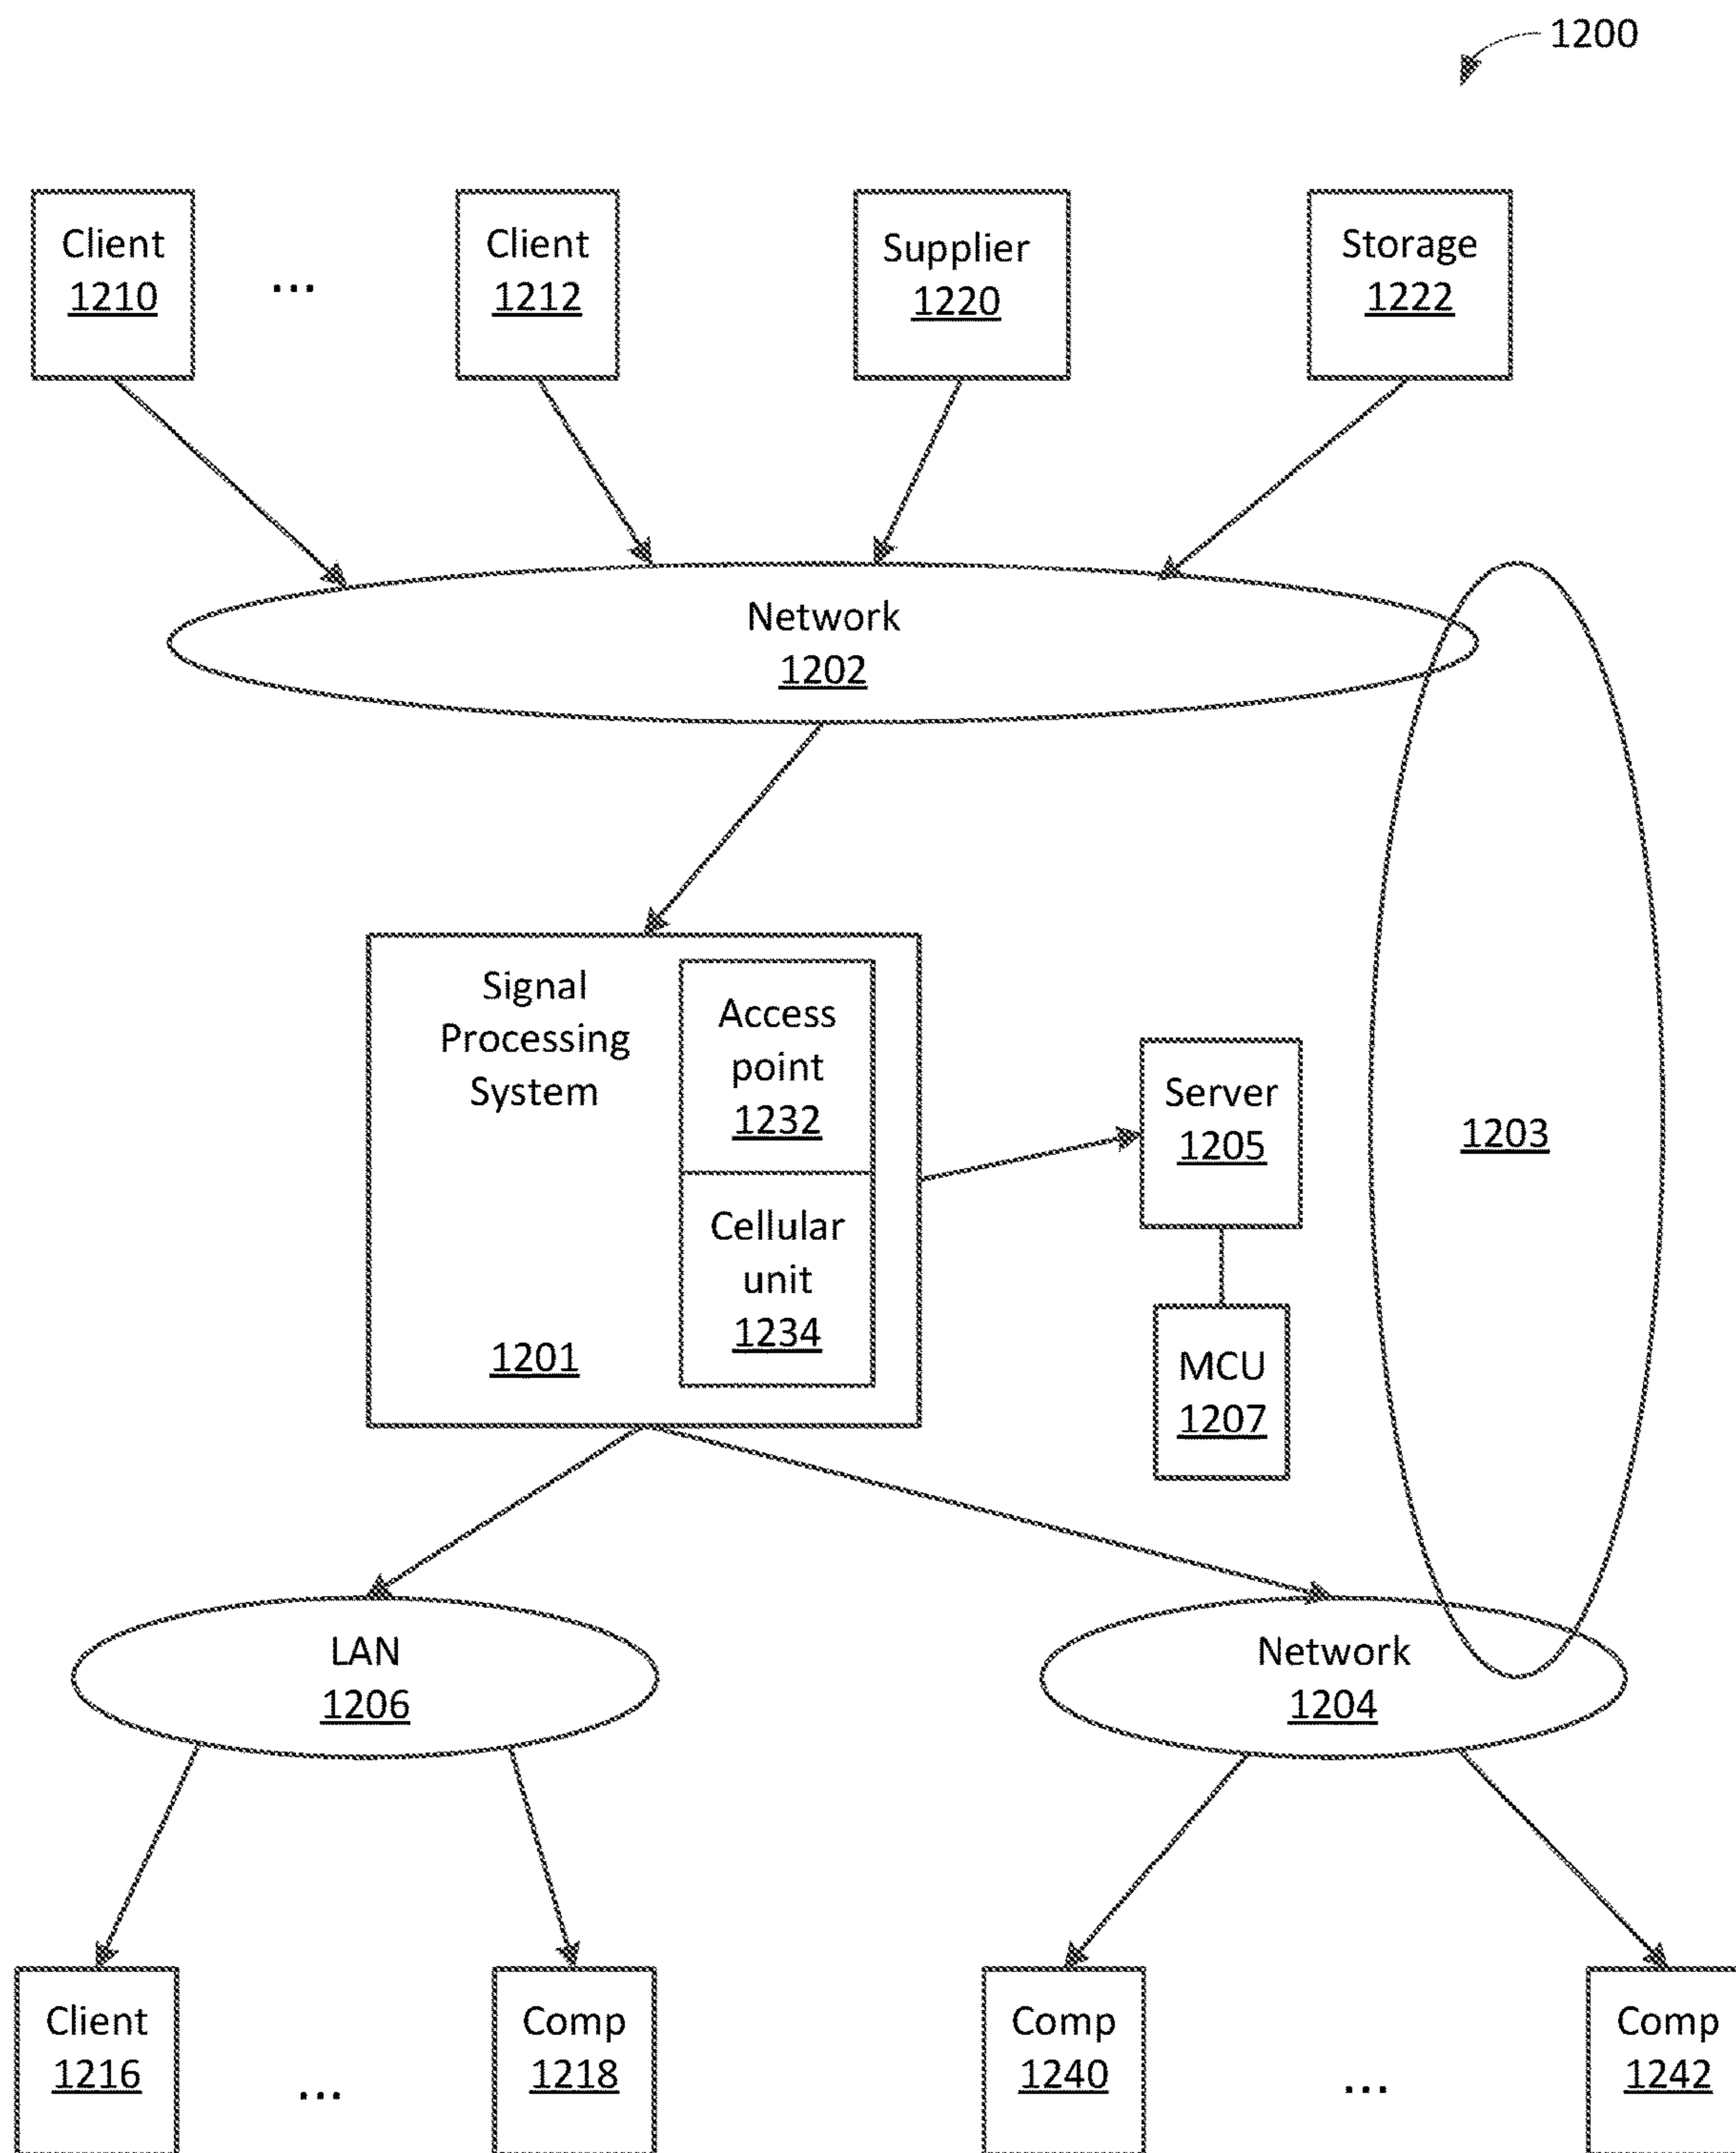 1200
Client
1210
...
Client
1212
Supplier
1220
Storage
1222
Network
1202
Signal
Processing
System
1201
Access
point
1232
Cellular
unit
1234
Server
1205
MCU
1207
1203
LAN
1206
Network
1204
Client
1216
...
Comp
1218
Comp
1240
...
Comp
1242